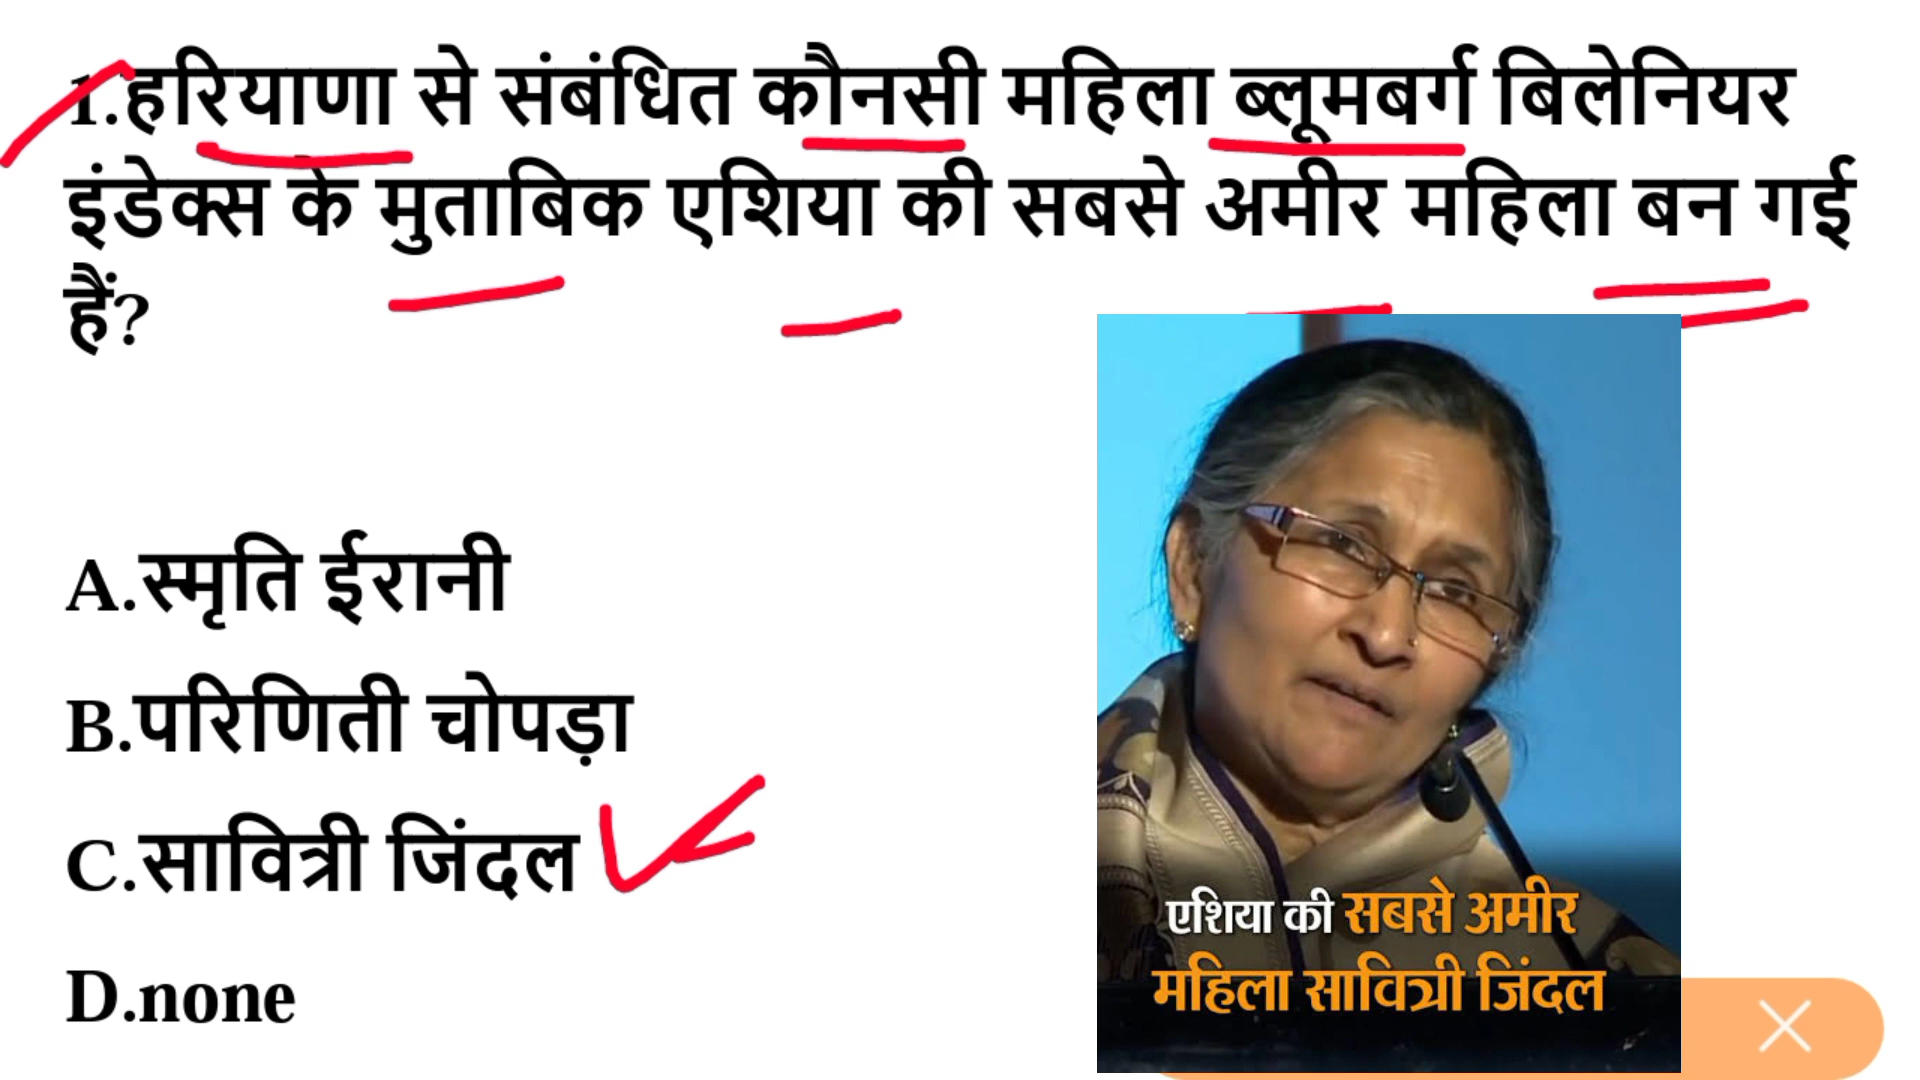 1.हरियाणा से संबंधित कौनसी महिला ब्लूमबर्ग बिलेनियर
इंडेक्स के मुताबिक एशिया की सबसे अमीर महिला बन गई
हैं?
A.स्मृति ईरानी
B.परिणिती चोपड़ा
C.सावित्री जिंदल
D.none
एशिया की सबसे अमीर
महिला सावित्री जिंदल